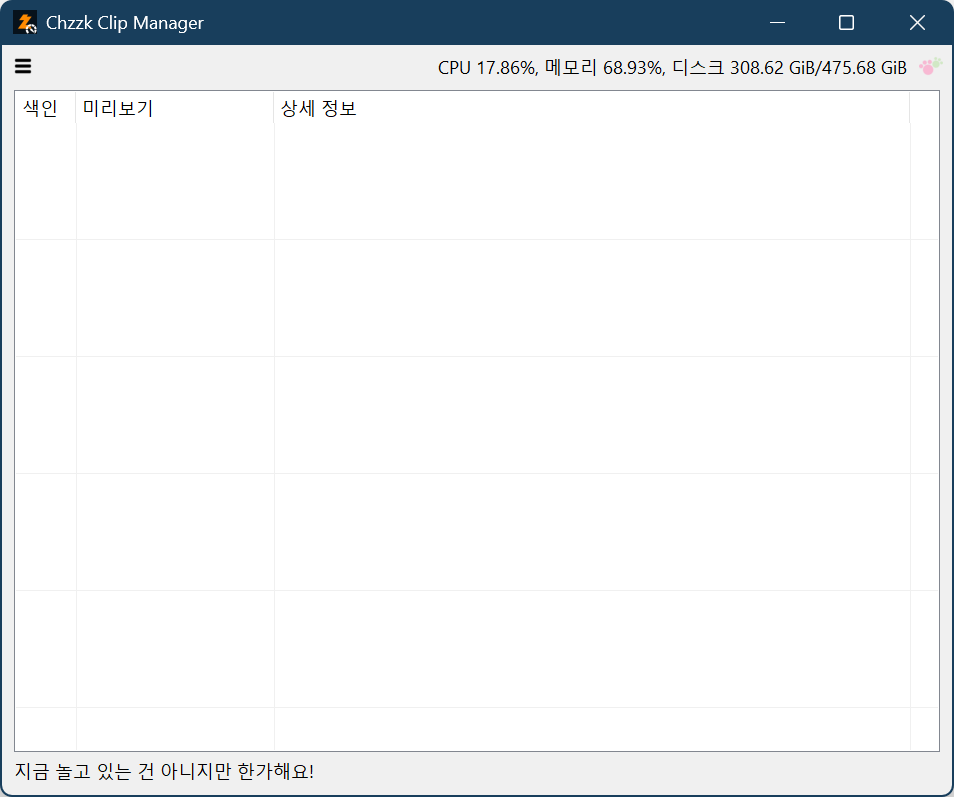 Chzzk Clip Manager
CPU 17.86%, 메모리 68.93%, 디스크 308.62 GiB/475.68 GiB
색인 미리보기 상세 정보
지금 놀고 있는 건 아니지만 한가해요!